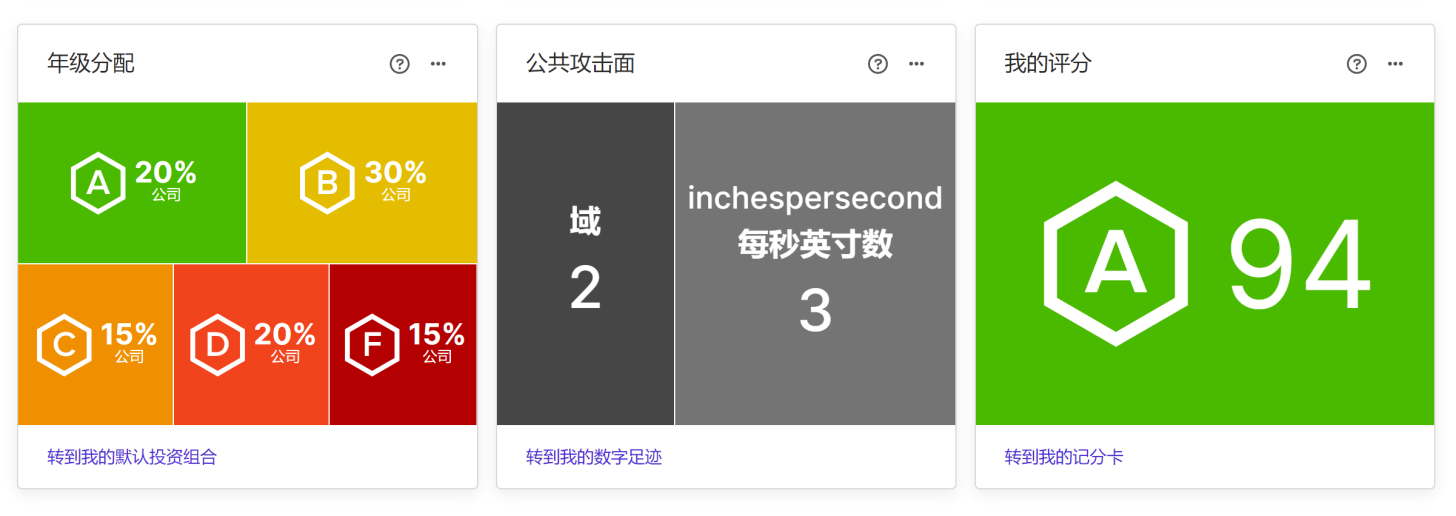 年级分配
A 20%
公司
B 30%
公司
C 15%
公司
D 20%
公司
F 15%
公司
转到我的默认投资组合
公共攻击面
域
2
inchespersecond
每秒英寸数
3
转到我的数字足迹
我的评分
A 94
转到我的记分卡